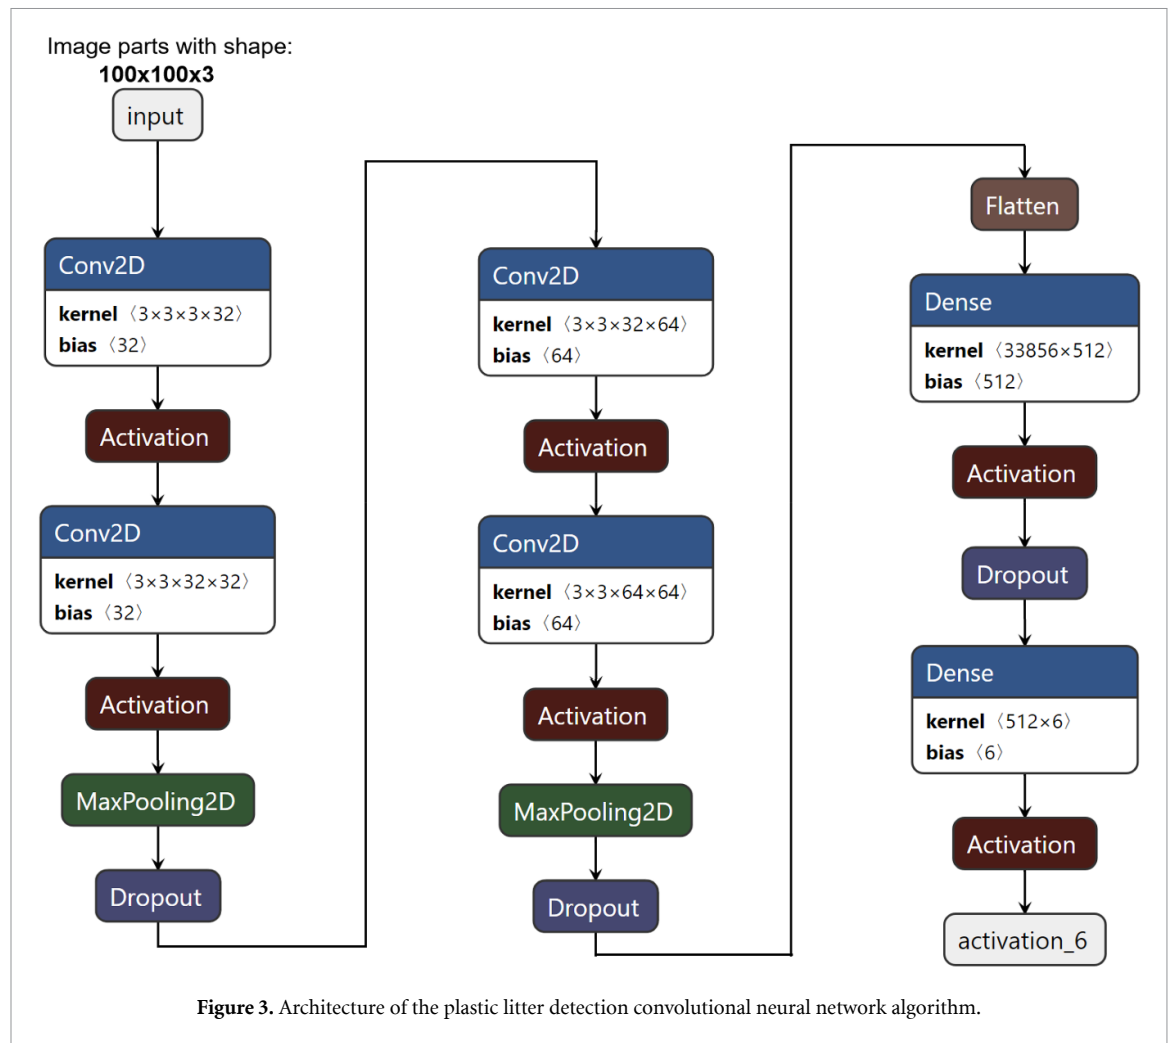 Image parts with shape:
100x100x3
input
Conv2D
kernel 〈3×3×3×32〉
bias 〈32〉
Activation
Conv2D
kernel 〈3×3×32×32〉
bias 〈32〉
Activation
MaxPooling2D
Dropout
Conv2D
kernel 〈3×3×32×64〉
bias 〈64〉
Activation
Conv2D
kernel 〈3×3×64×64〉
bias 〈64〉
Activation
MaxPooling2D
Dropout
Flatten
Dense
kernel 〈33856×512〉
bias 〈512〉
Activation
Dropout
Dense
kernel 〈512×6〉
bias 〈6〉
Activation
activation_6
Figure 3. Architecture of the plastic litter detection convolutional neural network algorithm.